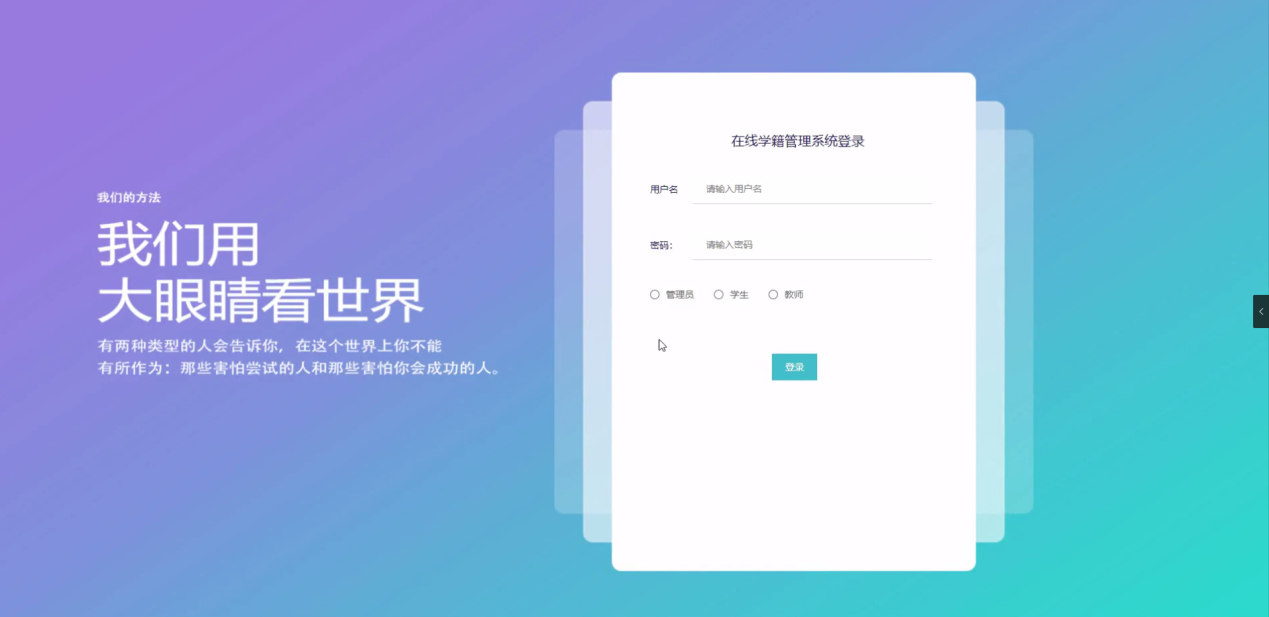 我们的方法
我们用
大眼睛看世界
有两种类型的人会告诉你，在这个世界上你不能
有所作为：那些害怕尝试的人和那些害怕你会成功的人。
在线学籍管理系统登录
用户名 请输入用户名
密码： 请输入密码
管理员 学生 教师
登录